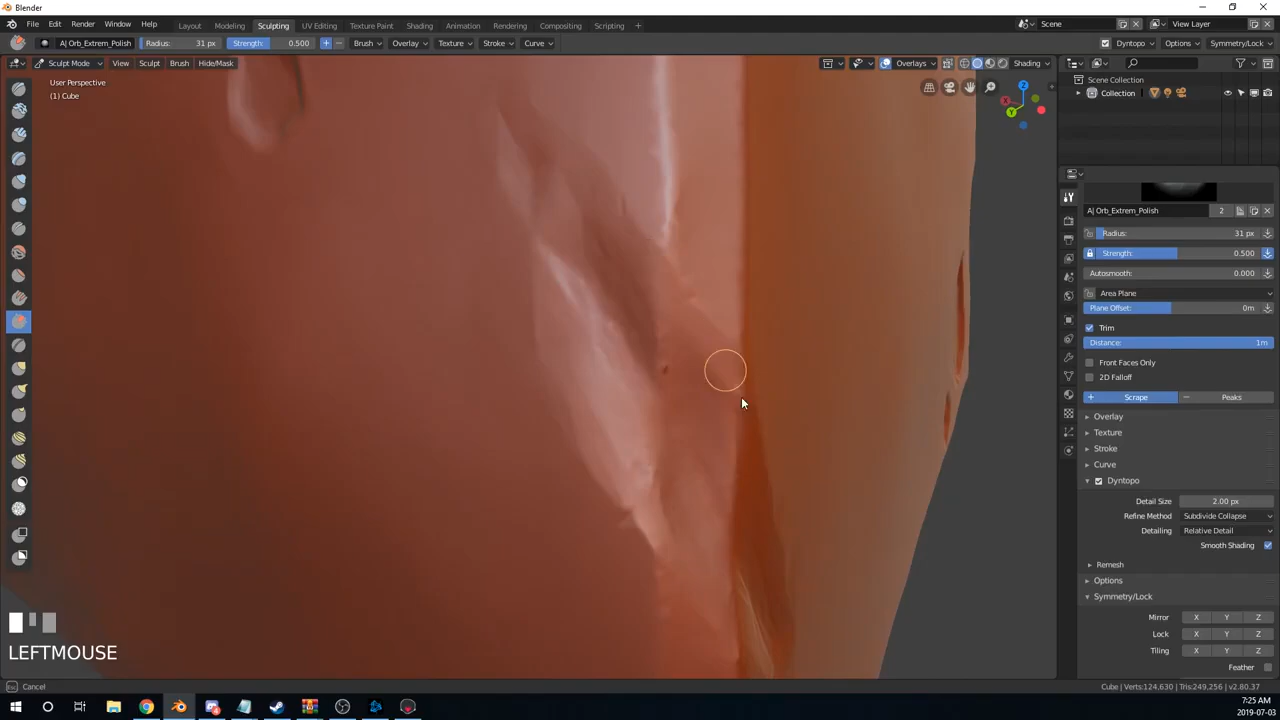 Blender
File Edit Render Window Help
Layout Modeling Sculpting UV Editing Texture Paint Shading Animation Rendering Compositing Scripting +
Scene
View Layer
A| Orb_Extrem_Polish
Radius: 31 px
Strength: 0.500
Brush Overlay Texture Stroke Curve
Dyntopo
Options
Symmetry/Lock
Sculpt Mode View Sculpt Brush Hide/Mask
Overlays
Shading
User Perspective
(1) Cube
Scene Collection
Collection
A| Orb_Extrem_Polish 2
Radius: 31 px
Strength: 0.500
Autosmooth: 0.000
Area Plane
Plane Offset: 0m
Trim
Distance: 1m
Front Faces Only
2D Falloff
+ Scrape − Peaks
Overlay
Texture
Stroke
Curve
Dyntopo
Detail Size 2.00 px
Refine Method Subdivide Collapse
Detailing Relative Detail
Smooth Shading
Remesh
Options
Symmetry/Lock
Mirror X Y Z
Lock X Y Z
Tiling X Y Z
Feather
LEFTMOUSE
Cancel
Cube | Verts:124,630 | Tris:249,256 | v2.80.37
7:25 AM
2019-07-03